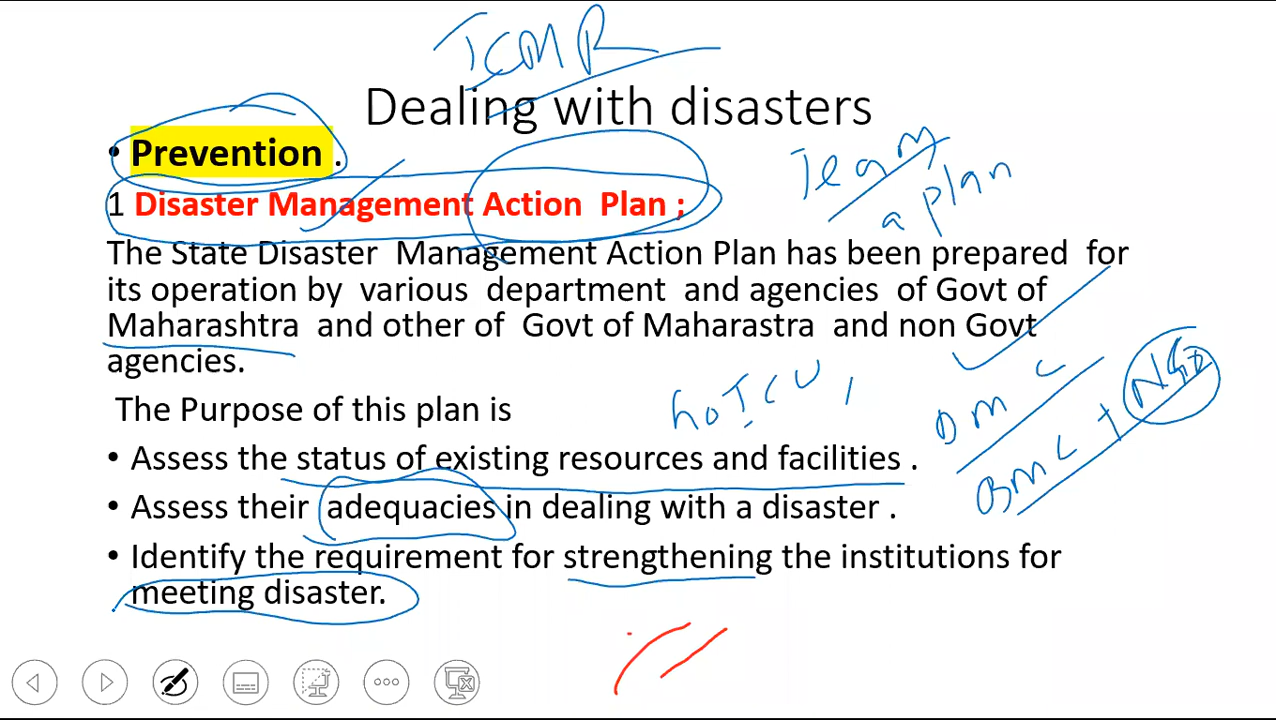 ICMR
Dealing with disasters
• Prevention .
Team
a plan
1 Disaster Management Action Plan ;
The State Disaster Management Action Plan has been prepared for
its operation by various department and agencies of Govt of
Maharashtra and other of Govt of Maharastra and non Govt
agencies.
The Purpose of this plan is
DMC
BMC + NGO
• Assess the status of existing resources and facilities .
• Assess their adequacies in dealing with a disaster .
• Identify the requirement for strengthening the institutions for
meeting disaster.